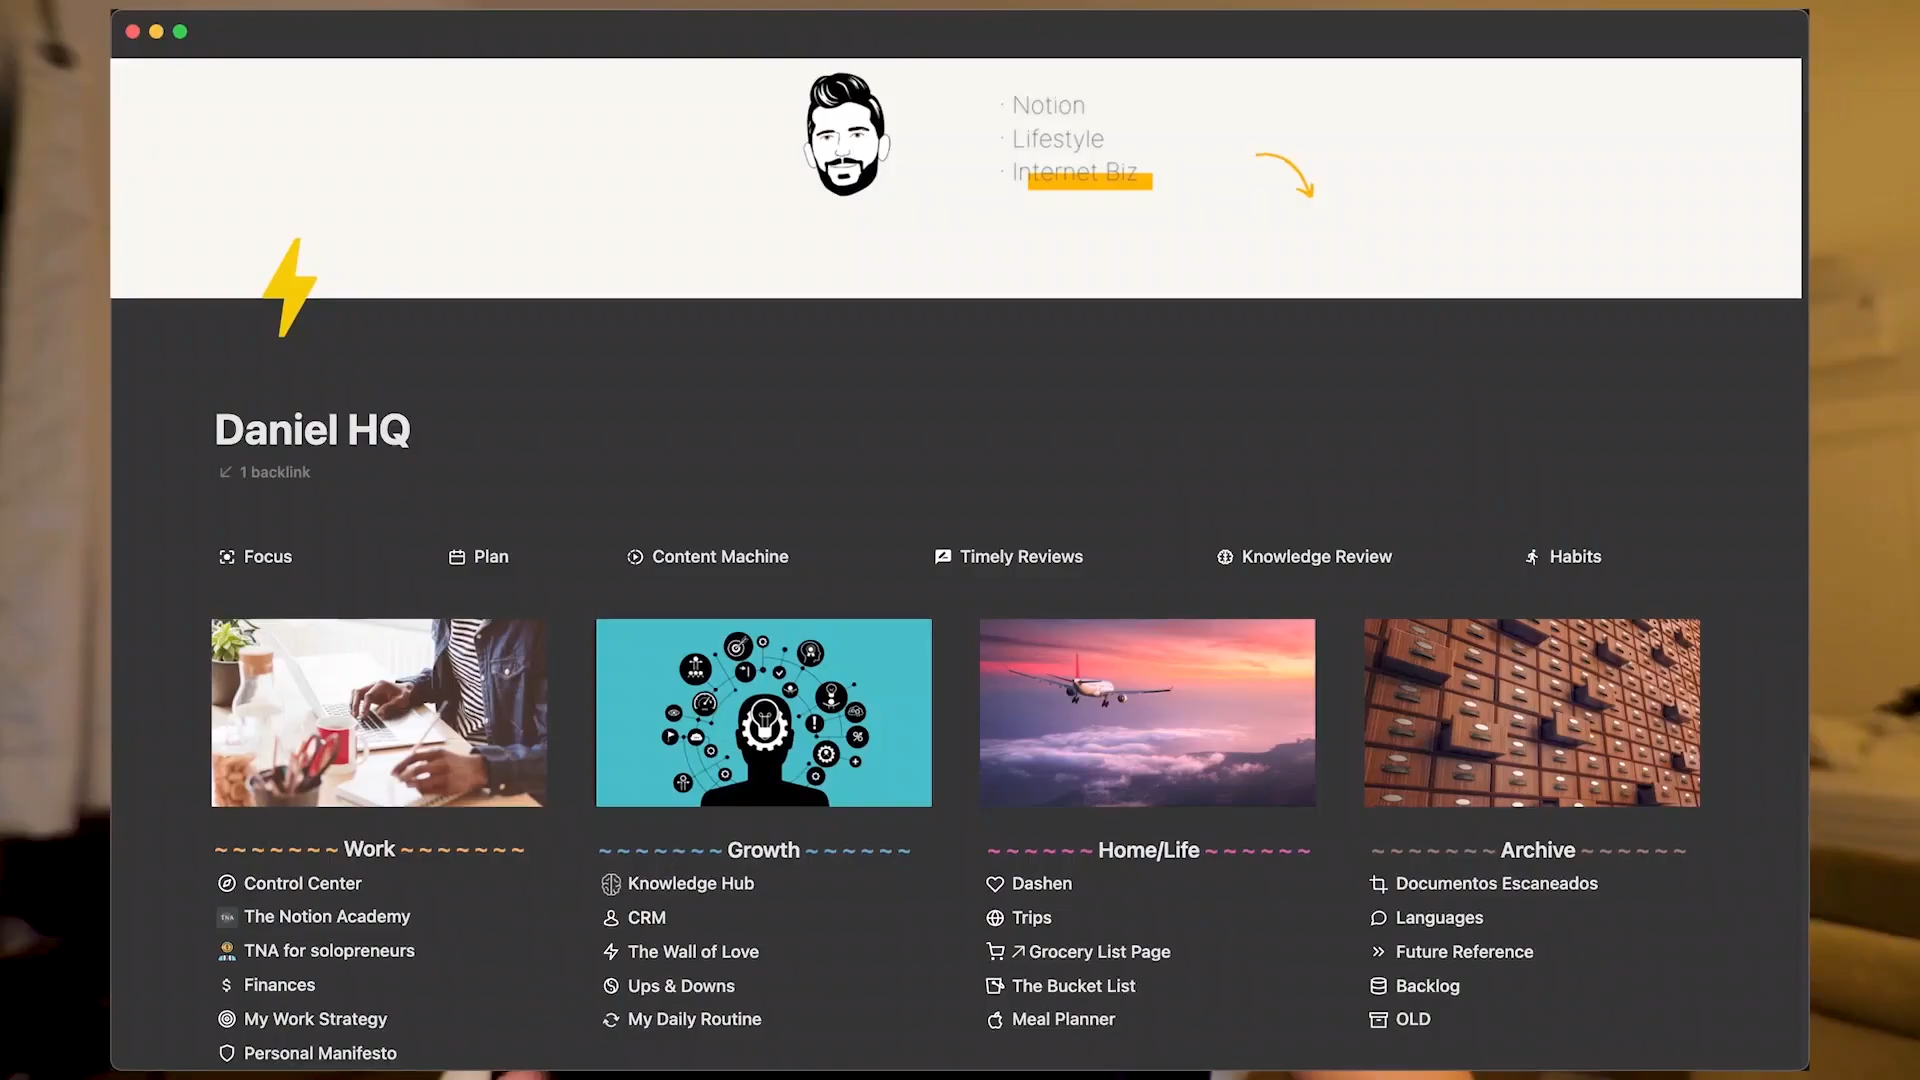 · Notion
· Lifestyle
· Internet Biz
Daniel HQ
1 backlink
Focus
Plan
Content Machine
Timely Reviews
Knowledge Review
Habits
~ ~ ~ ~ ~ ~ ~ Work ~ ~ ~ ~ ~ ~ ~
Control Center
TNA The Notion Academy
TNA for solopreneurs
Finances
My Work Strategy
Personal Manifesto
~ ~ ~ ~ ~ ~ ~ Growth ~ ~ ~ ~ ~ ~
Knowledge Hub
CRM
The Wall of Love
Ups & Downs
My Daily Routine
~ ~ ~ ~ ~ ~ Home/Life ~ ~ ~ ~ ~ ~
Dashen
Trips
Grocery List Page
The Bucket List
Meal Planner
~ ~ ~ ~ ~ ~ ~ Archive ~ ~ ~ ~ ~ ~
Documentos Escaneados
Languages
Future Reference
Backlog
OLD